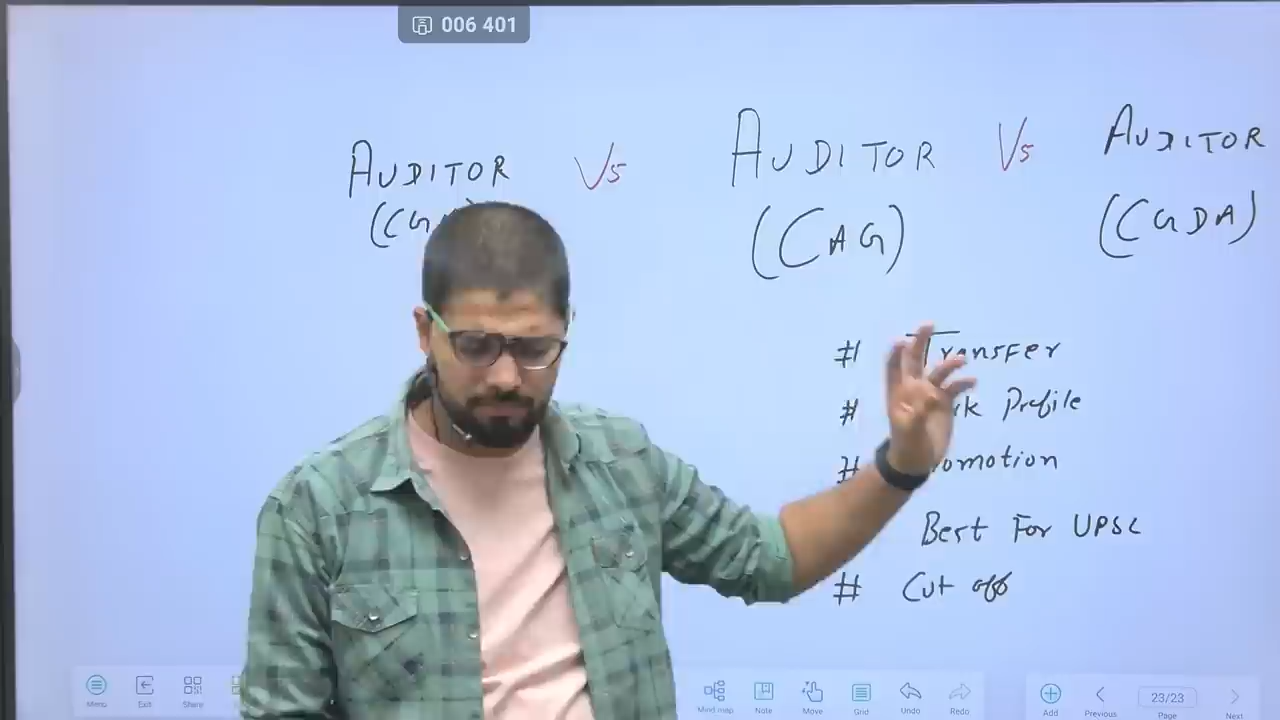 006 401
AUDITOR Vs AUDITOR Vs AUDITOR
(CAG) (CGDA)
# Transfer
# Profile
#
Best For UPSC
# Cut off
Menu Exit Share Mind map Note Move Grid Undo Redo Add Previous 23/23 Page Next